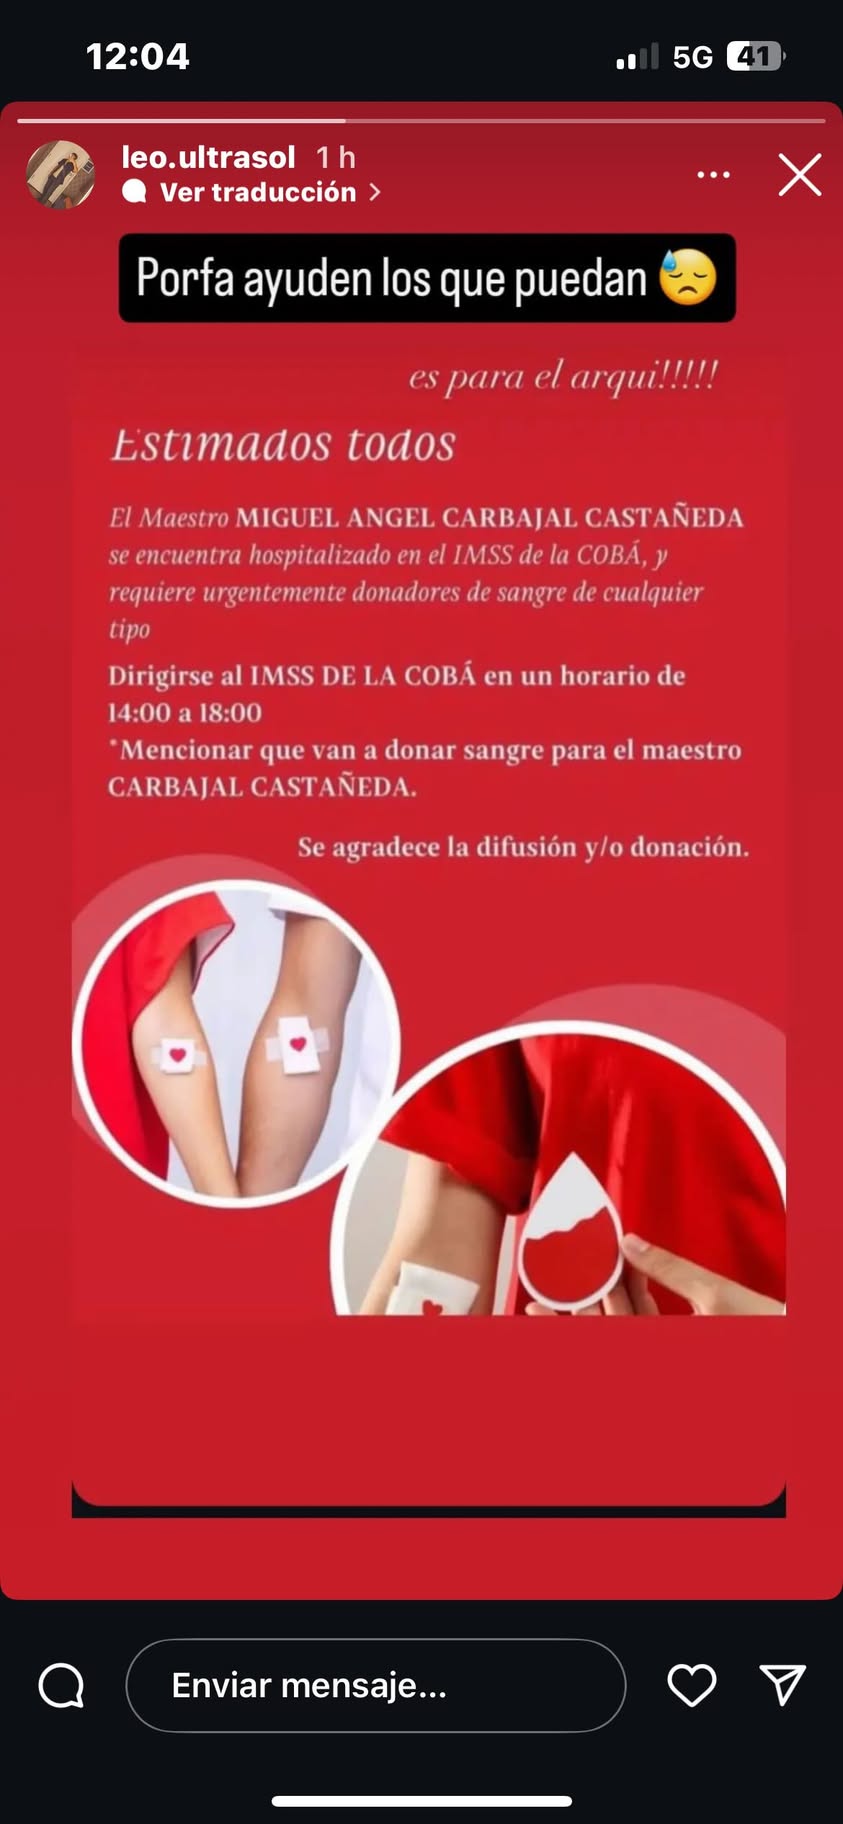 12:04
5G
41
leo.ultrasol 1 h
Ver traducción
Porfa ayuden los que puedan
es para el arqui!!!!!
Estimados todos
El Maestro MIGUEL ANGEL CARBAJAL CASTAÑEDA
se encuentra hospitalizado en el IMSS de la COBÁ, y
requiere urgentemente donadores de sangre de cualquier
tipo
Dirigirse al IMSS DE LA COBÁ en un horario de
14:00 a 18:00
*Mencionar que van a donar sangre para el maestro
CARBAJAL CASTAÑEDA.
Se agradece la difusión y/o donación.
Enviar mensaje...